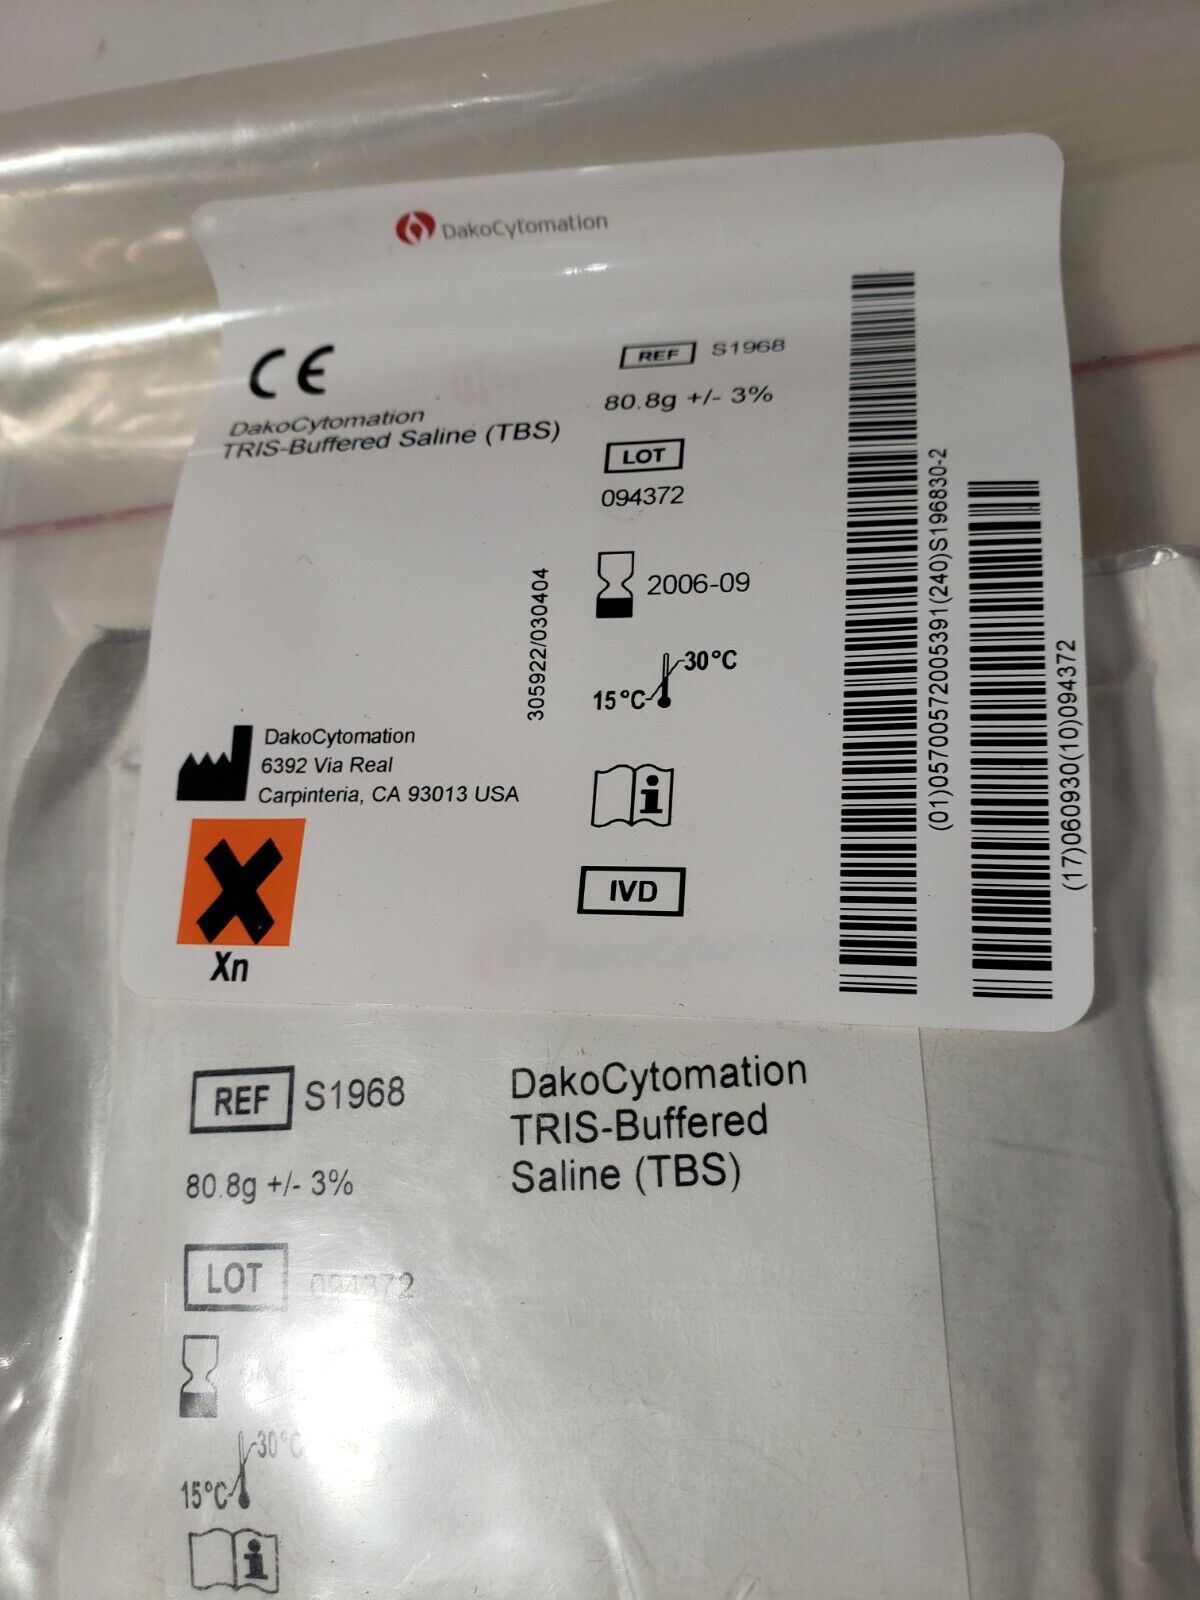 DakoCytomation
CE
DakoCytomation
TRIS-Buffered Saline (TBS)
REF S1968
80.8g +/- 3%
LOT
094372
2006-09
30°C
15°C
i
IVD
305922/030404
DakoCytomation
6392 Via Real
Carpinteria, CA 93013 USA
Xn
(01)05700572005391(240)S196830-2
(17)060930(10)094372
REF S1968
80.8g +/- 3%
LOT 094372
30°C
15°C
i
DakoCytomation
TRIS-Buffered
Saline (TBS)